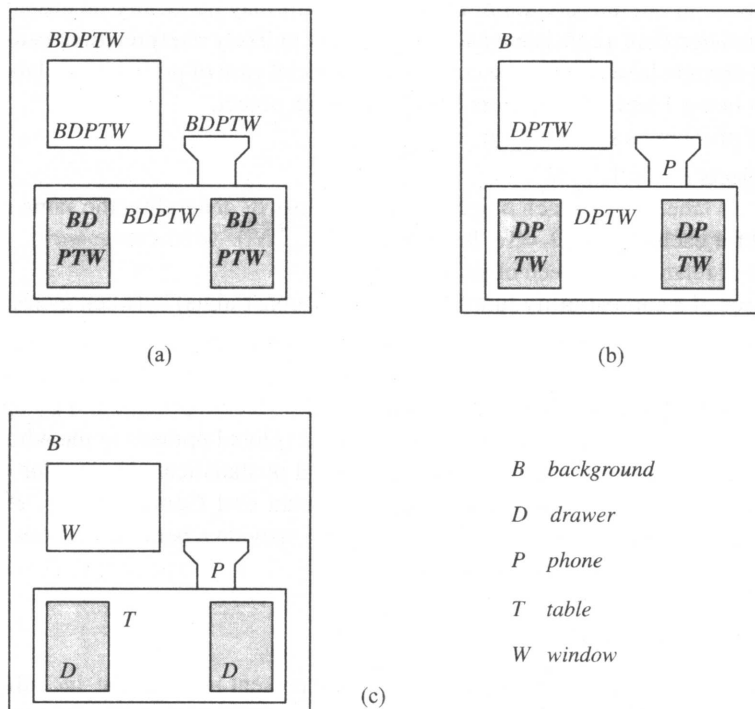 BDPTW
BDPTW
BDPTW
BD
PTW
BDPTW
BD
PTW
(a)
B
DPTW
P
DP
TW
DPTW
DP
TW
(b)
B
W
P
T
D
D
(c)
B background
D drawer
P phone
T table
W window